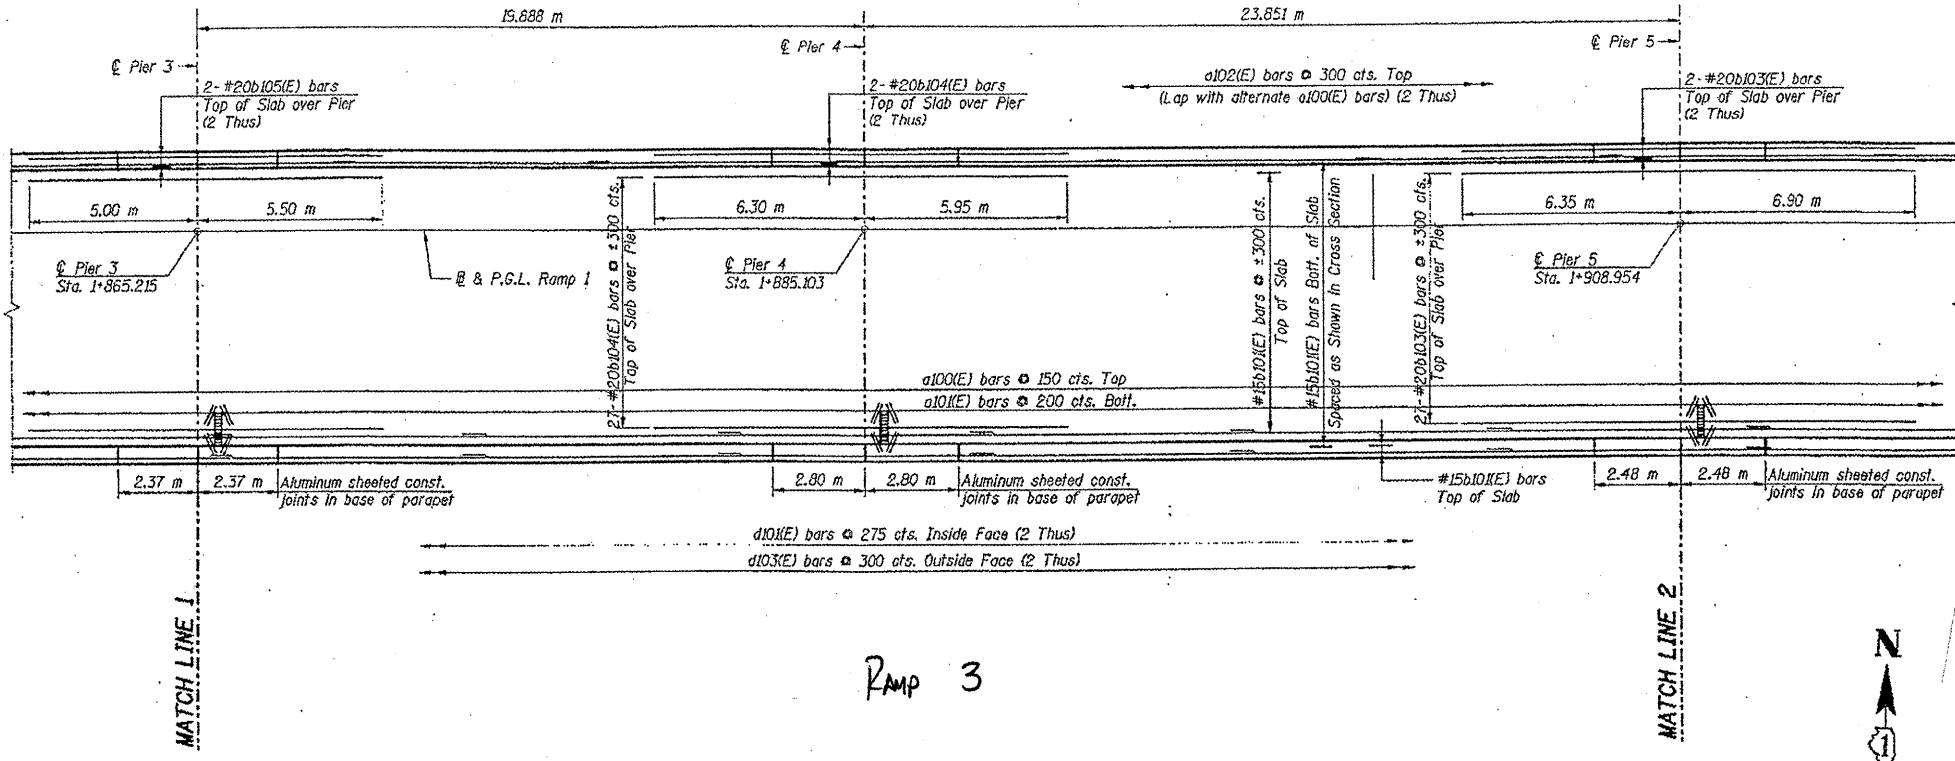 19.888 m
23.851 m
℄ Pier 3
℄ Pier 4
℄ Pier 5
2-#20b105(E) bars
Top of Slab over Pier
(2 Thus)
2-#20b104(E) bars
Top of Slab over Pier
(2 Thus)
a102(E) bars @ 300 cts. Top
(Lap with alternate a100(E) bars) (2 Thus)
2-#20b103(E) bars
Top of Slab over Pier
(2 Thus)
5.00 m
5.50 m
6.30 m
5.95 m
6.35 m
6.90 m
℄ Pier 3
Sta. 1+865.215
& P.G.L. Ramp 1
27-#20b104(E) bars @ ±300 cts.
Top of Slab over Pier
℄ Pier 4
Sta. 1+885.103
#15b101(E) bars @ ±300 cts.
Top of Slab
#15b101(E) bars Bott. of Slab
Spaced as Shown in Cross Section
27-#20b103(E) bars @ ±300 cts.
Top of Slab over Pier
℄ Pier 5
Sta. 1+908.954
a100(E) bars @ 150 cts. Top
a101(E) bars @ 200 cts. Bott.
2.37 m
2.37 m
Aluminum sheeted const.
joints in base of parapet
2.80 m
2.80 m
Aluminum sheeted const.
joints in base of parapet
#15b101(E) bars
Top of Slab
2.48 m
2.48 m
Aluminum sheeted const.
joints in base of parapet
d101(E) bars @ 275 cts. Inside Face (2 Thus)
d103(E) bars @ 300 cts. Outside Face (2 Thus)
MATCH LINE 1
MATCH LINE 2
RAMP 3
N
1